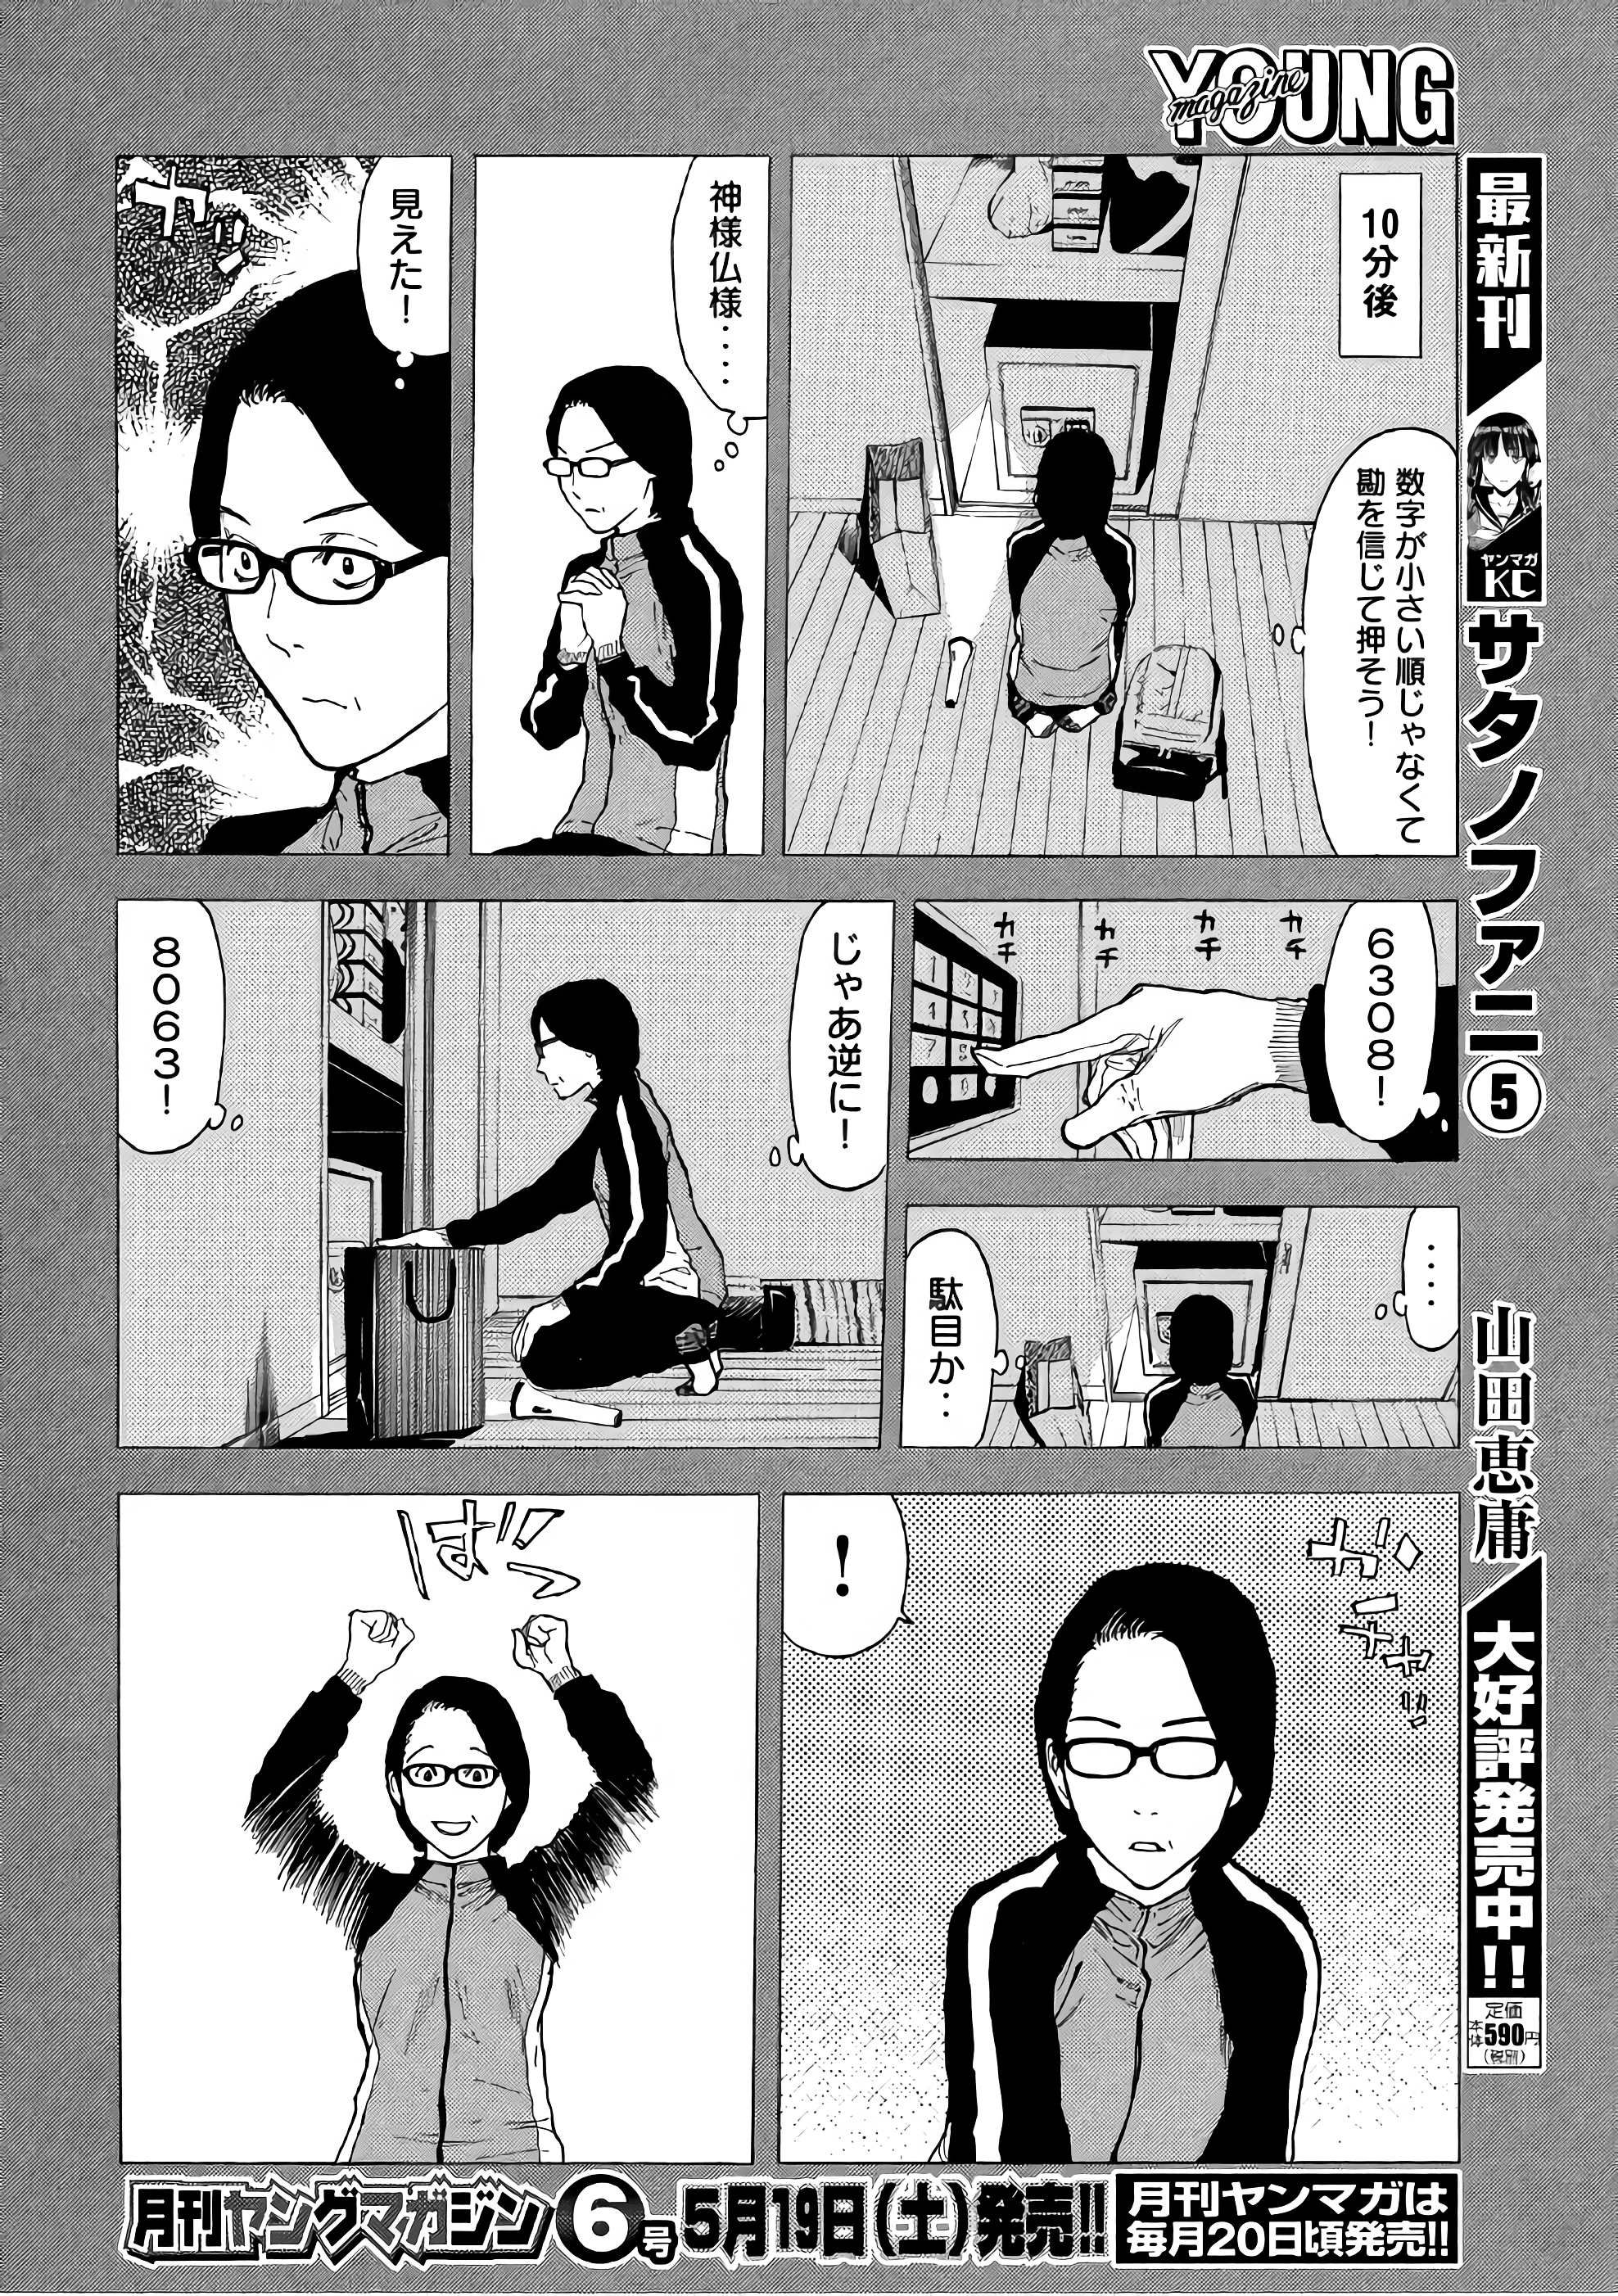 YOUNG
magazine
10分後
数字が小さい順じゃなくて
勘を信じて押そう！
神様仏様‥‥
見えた！
カッ
6308！
カチ
カチ
カチ
カチ
‥‥
駄目か‥
じゃあ逆に！
8063！
ガチャッ
！
ばっ
最新刊
ヤンマガ
KC
サタノファニ⑤
山田恵庸
大好評発売中!!
定価
本体590円
(税別)
月刊ヤングマガジン6号5月19日(土)発売!!
月刊ヤンマガは
毎月20日頃発売!!